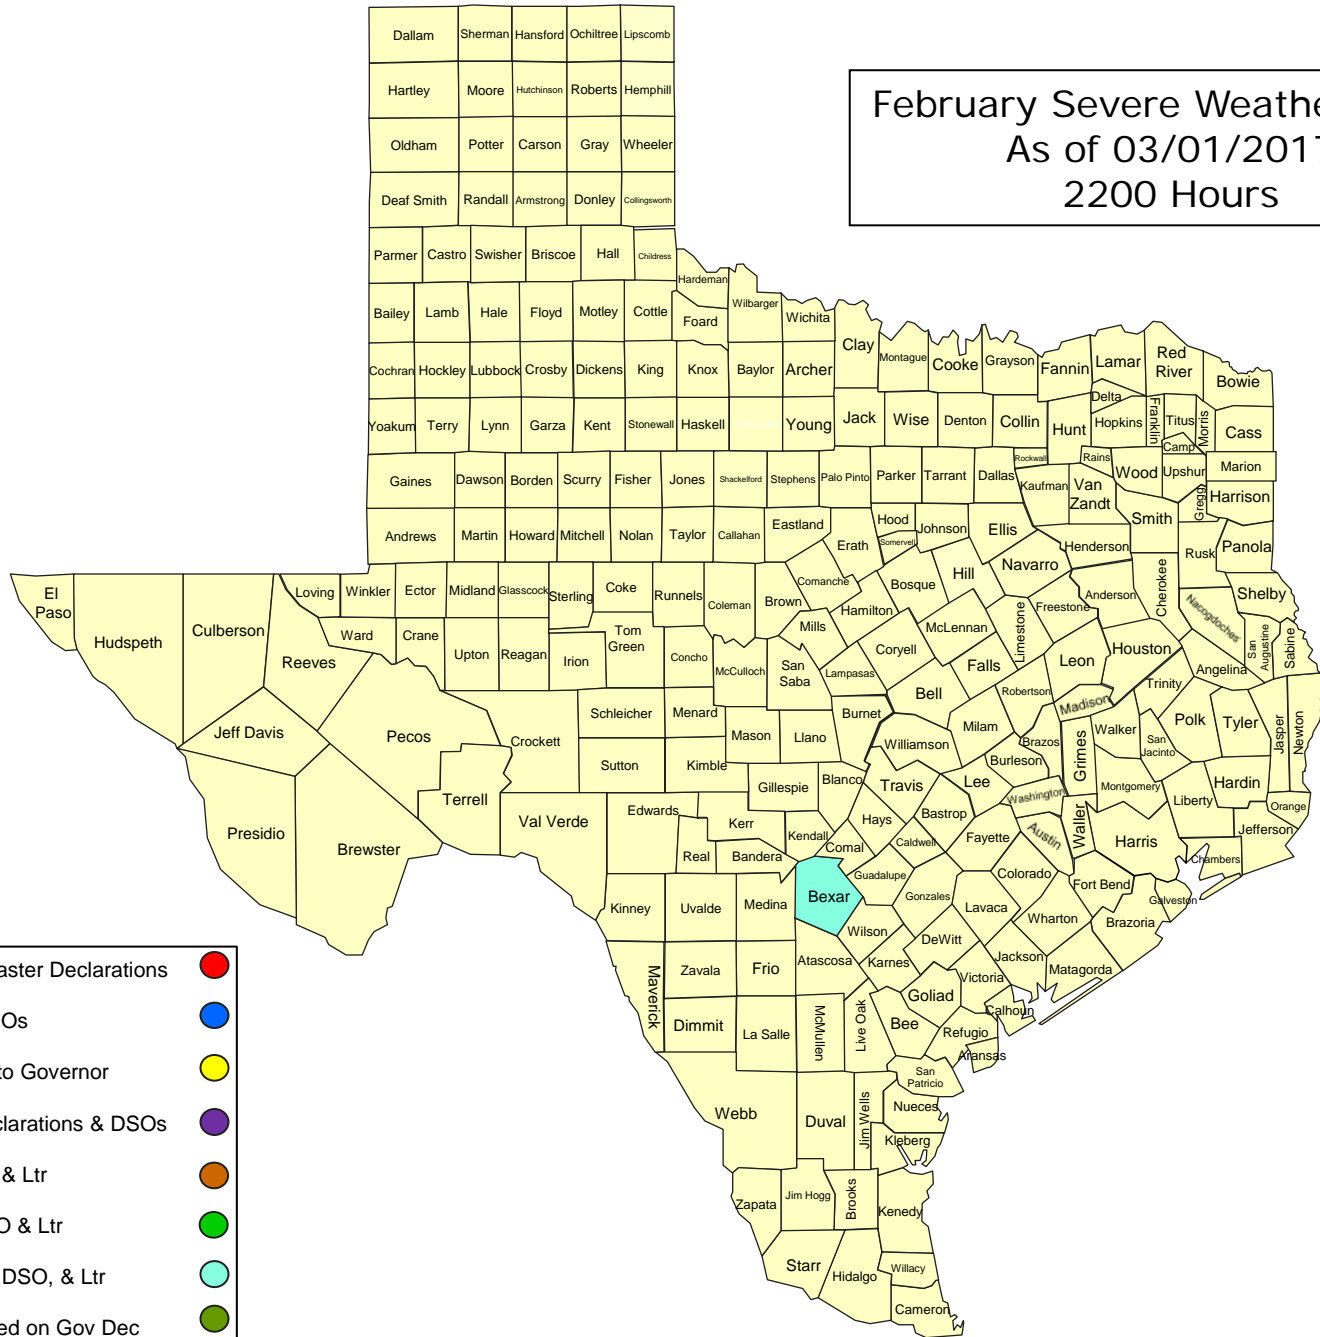 Dallam Sherman Hansford Ochiltree Lipscomb
Hartley Moore Hutchinson Roberts Hemphill
February Severe Weathe
As of 03/01/2017
2200 Hours
Oldham Potter Carson Gray Wheeler
Deaf Smith Randall Armstrong Donley Collingsworth
Parmer Castro Swisher Briscoe Hall Childress
Hardeman
Bailey Lamb Hale Floyd Motley Cottle Foard Wilbarger Wichita
Clay Montague Cooke Grayson Fannin Lamar Red River Bowie
Cochran Hockley Lubbock Crosby Dickens King Knox Baylor Archer
Delta
Yoakum Terry Lynn Garza Kent Stonewall Haskell Young Jack Wise Denton Collin Hunt Hopkins Franklin Titus Morris Cass
Camp
Rockwall Rains
Gaines Dawson Borden Scurry Fisher Jones Shackelford Stephens Palo Pinto Parker Tarrant Dallas Kaufman Van Zandt Wood Upshur Marion
Gregg Harrison
Andrews Martin Howard Mitchell Nolan Taylor Callahan Eastland Erath Hood Somervell Johnson Ellis Henderson Smith Rusk Panola
El Paso Hudspeth Culberson Loving Winkler Ector Midland Glasscock Sterling Coke Runnels Coleman Brown Comanche Bosque Hill Navarro Anderson Cherokee Shelby
Hamilton Freestone Nacogdoches
Reeves Ward Crane Upton Reagan Irion Tom Green Concho McCulloch San Saba Mills Lampasas Coryell McLennan Limestone Falls Leon Houston Angelina San Augustine Sabine
Jeff Davis Pecos Crockett Schleicher Menard Mason Llano Burnet Bell Milam Robertson Madison Trinity Polk Tyler Jasper Newton
Williamson Brazos Grimes Walker San Jacinto
Sutton Kimble Gillespie Blanco Travis Lee Burleson Washington Montgomery Liberty Hardin Orange
Presidio Brewster Terrell Val Verde Edwards Kerr Kendall Hays Bastrop Caldwell Fayette Austin Waller Harris Jefferson
Real Bandera Comal Guadalupe Colorado Chambers
Kinney Uvalde Medina Bexar Gonzales Lavaca Fort Bend Galveston
Wilson Wharton Brazoria
Maverick Zavala Frio Atascosa Karnes DeWitt Jackson Matagorda
Victoria Goliad Calhoun
Dimmit La Salle McMullen Live Oak Bee Refugio Aransas
San Patricio
Webb Duval Jim Wells Nueces
Kleberg
Zapata Jim Hogg Brooks Kenedy
Starr Hidalgo Willacy
Cameron
aster Declarations
Os
to Governor
clarations & DSOs
& Ltr
O & Ltr
DSO, & Ltr
ed on Gov Dec